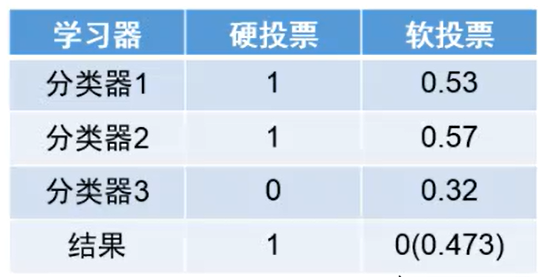 学习器 硬投票 软投票
分类器1 1 0.53
分类器2 1 0.57
分类器3 0 0.32
结果 1 0(0.473)